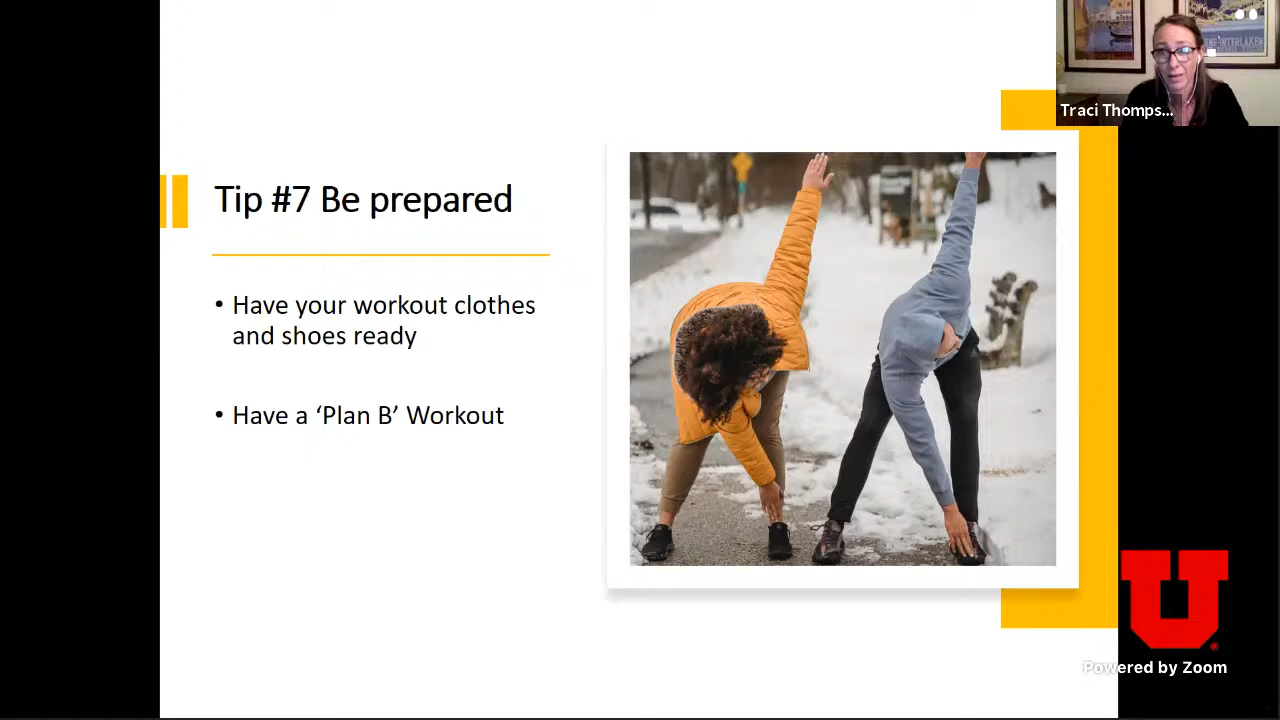 Traci Thomps...
Tip #7 Be prepared
• Have your workout clothes
and shoes ready
• Have a ‘Plan B’ Workout
U
Powered by Zoom